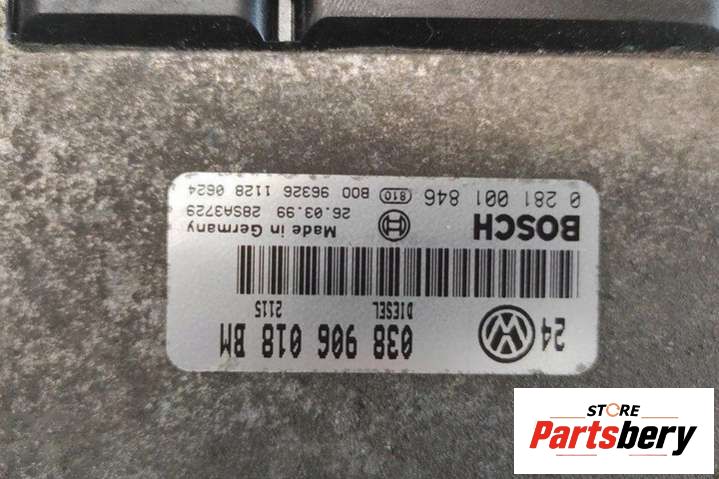 24 038 906 018 BM
DIESEL 2115
BOSCH Made in Germany
26.03.99 28SA3729
0 281 001 846 810 B00 96326 1128 0624
STORE
Partsbery